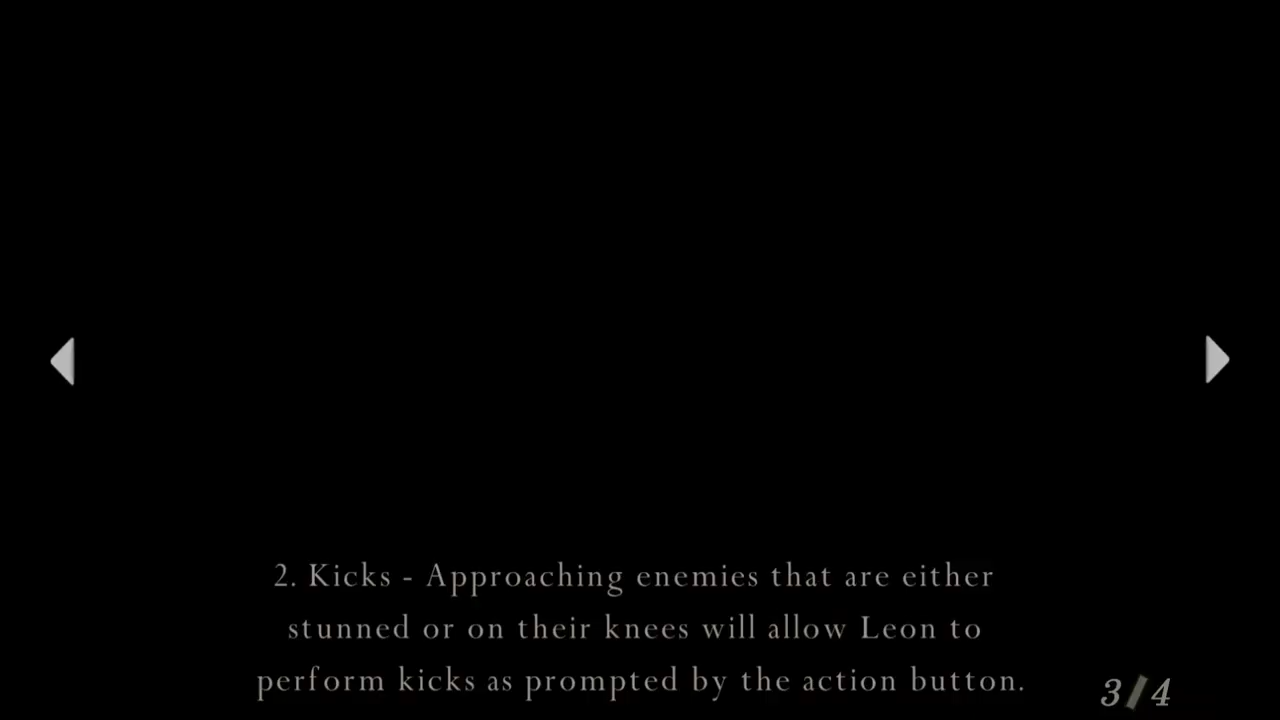 2. Kicks - Approaching enemies that are either
stunned or on their knees will allow Leon to
perform kicks as prompted by the action button.
3/4